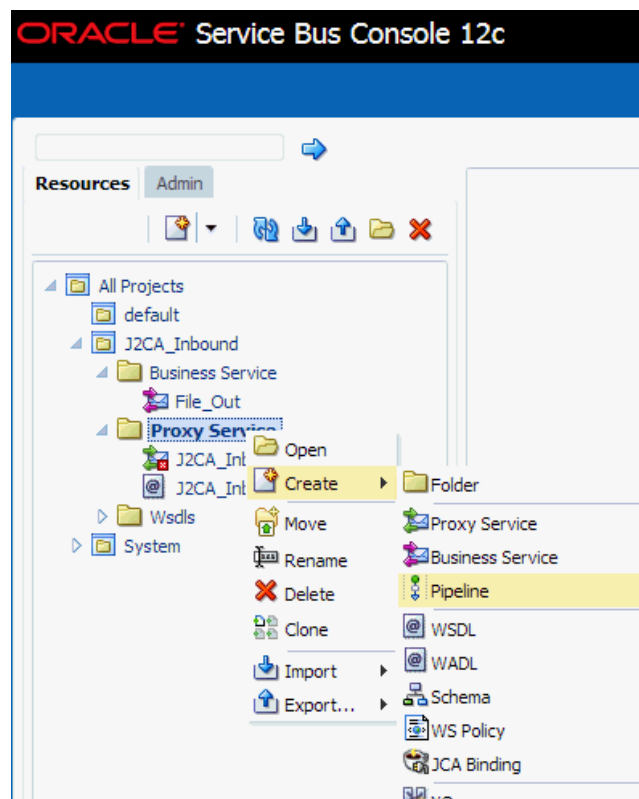 ORACLE Service Bus Console 12c
Resources Admin
All Projects
default
J2CA_Inbound
Business Service
File_Out
Proxy Service
J2CA_Inb
J2CA_Inb
Wsdls
System
Open
Create
Move
Rename
Delete
Clone
Import
Export...
Folder
Proxy Service
Business Service
Pipeline
WSDL
WADL
Schema
WS Policy
JCA Binding